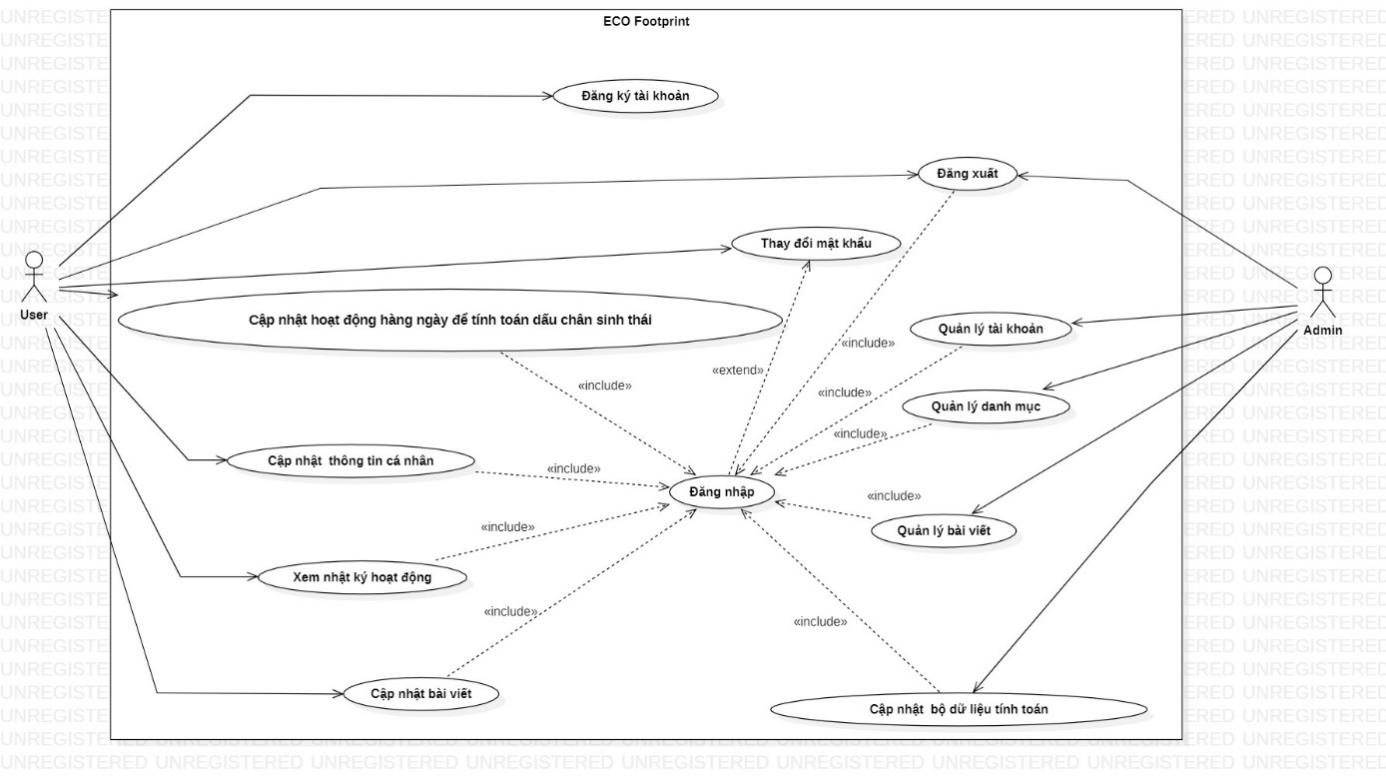 ECO Footprint
Đăng ký tài khoản
Đăng xuất
Thay đổi mật khẩu
User
Cập nhật hoạt động hàng ngày để tính toán dấu chân sinh thái
Quản lý tài khoản
Admin
«include»
«extend»
«include»
«include»
Quản lý danh mục
«include»
Cập nhật  thông tin cá nhân
«include»
Đăng nhập
«include»
«include»
Quản lý bài viết
Xem nhật ký hoạt động
«include»
«include»
Cập nhật bài viết
Cập nhật  bộ dữ liệu tính toán
UNREGISTERED UNREGISTERED UNREGISTERED UNREGISTERED UNREGISTERED UNREGISTERED UNREGISTERED UNREGISTERED UNREGISTERED